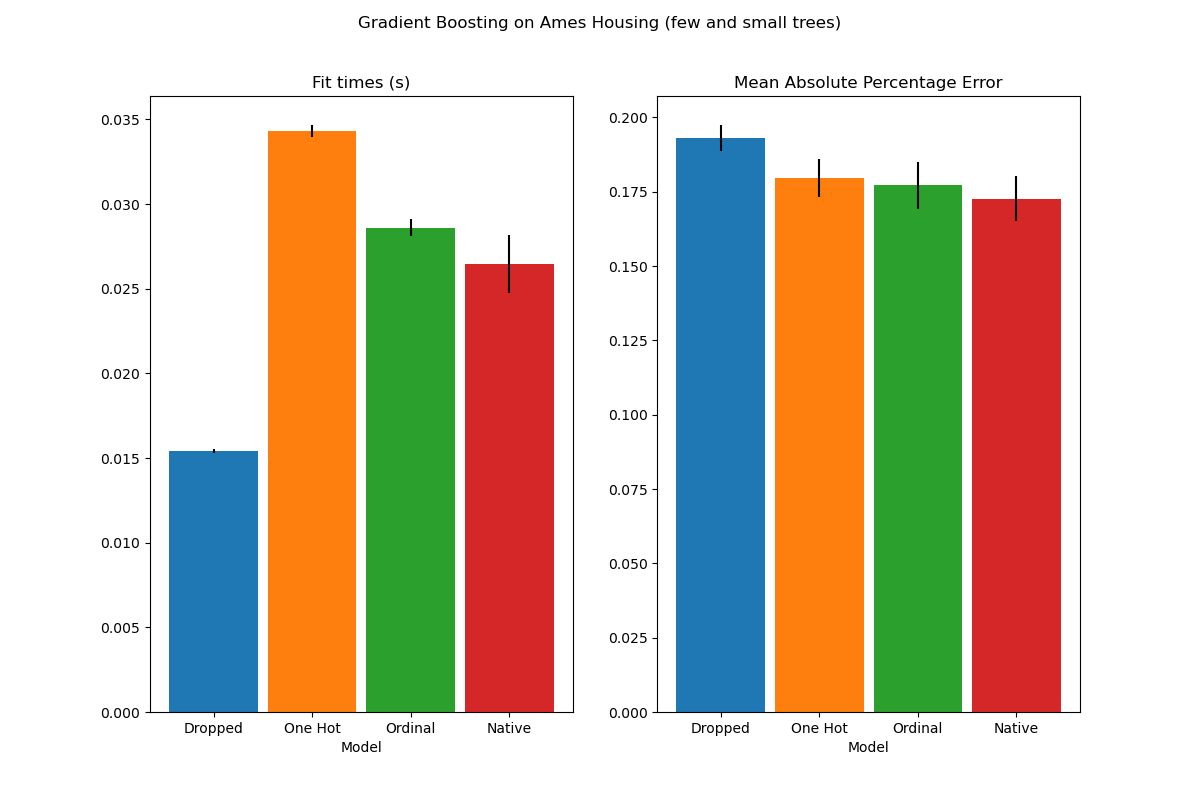 Gradient Boosting on Ames Housing (few and small trees)
Fit times (s)
0.035
0.030
0.025
0.020
0.015
0.010
0.005
0.000
Dropped One Hot Ordinal Native
Model
Mean Absolute Percentage Error
0.200
0.175
0.150
0.125
0.100
0.075
0.050
0.025
0.000
Dropped One Hot Ordinal Native
Model